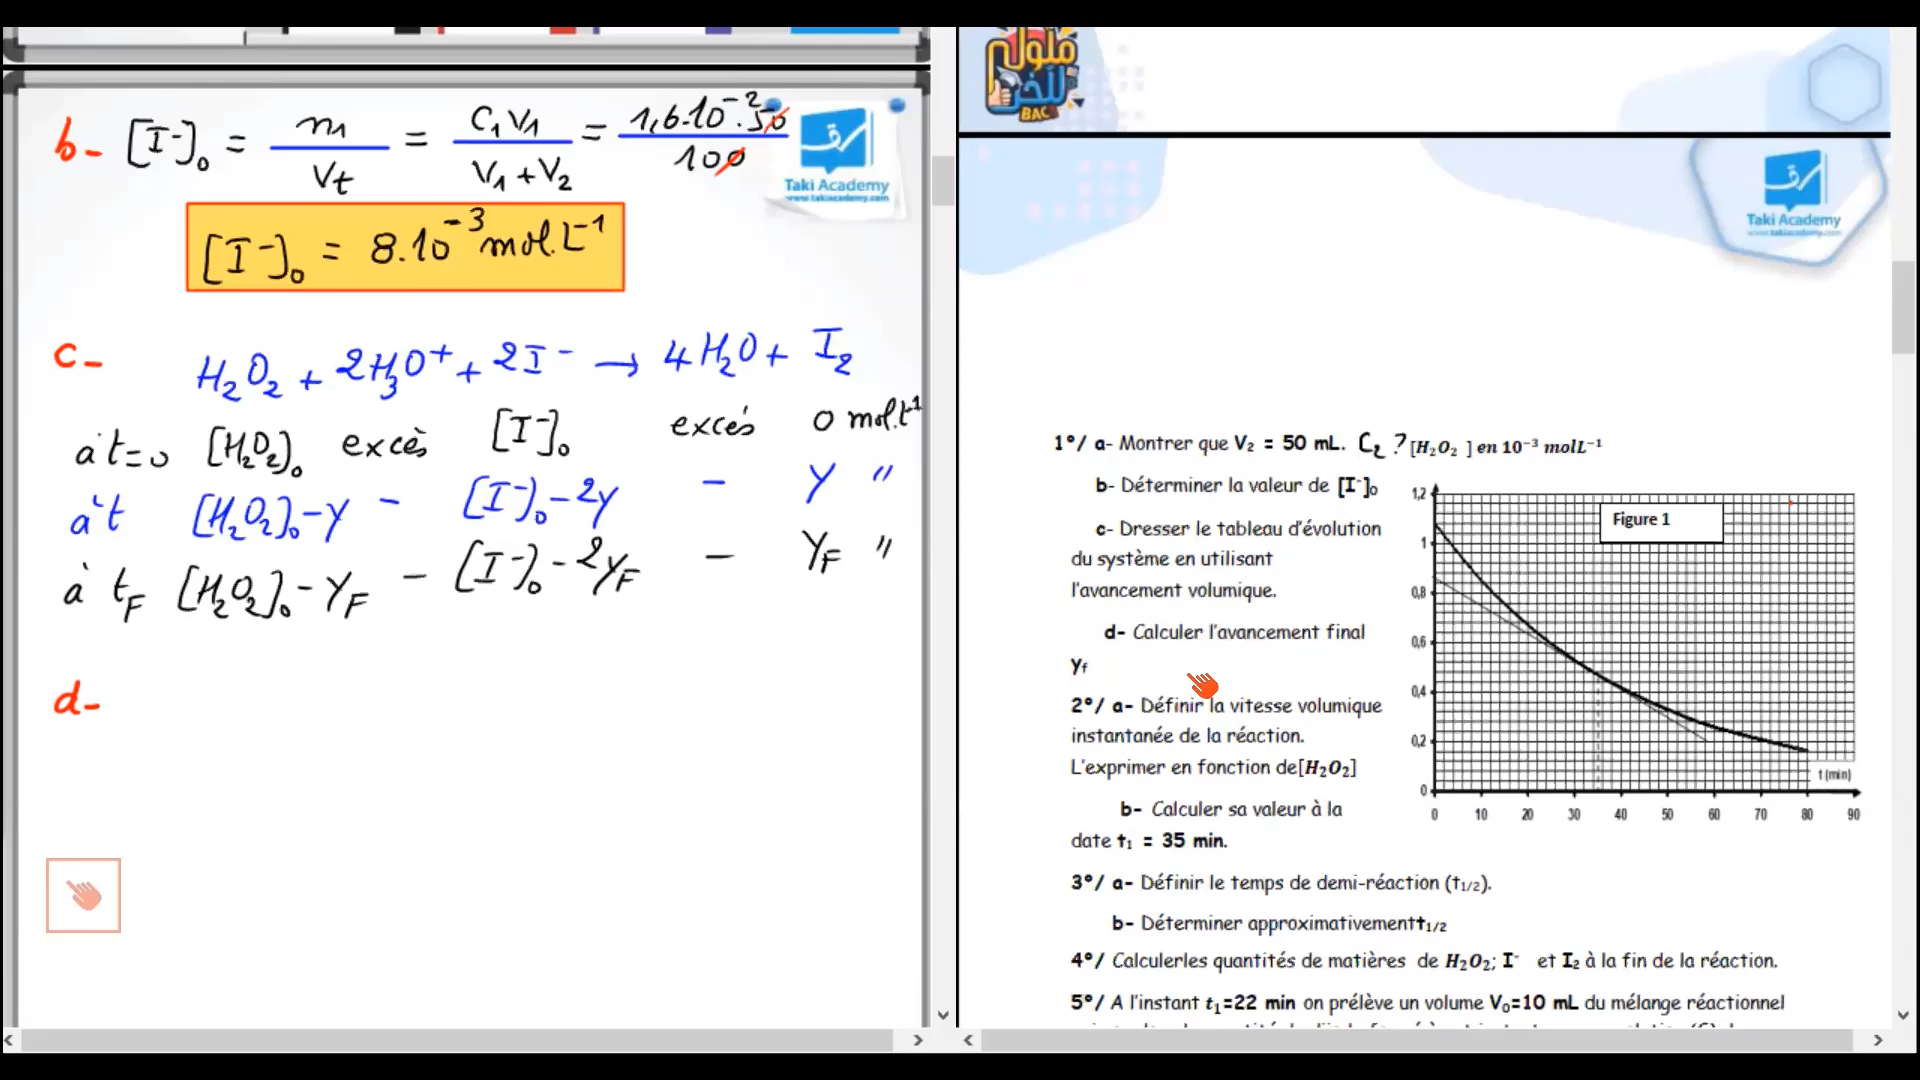 b- [I⁻]₀ = n₁ / Vt = C₁V₁ / V₁+V₂ = 1,6.10⁻².50 / 100
Taki Academy
www.takiacademy.com
[I⁻]₀ = 8.10⁻³ mol.L⁻¹
c- H₂O₂ + 2H₃O⁺ + 2I⁻ → 4H₂O + I₂
à t=0 [H₂O₂]₀ excès [I⁻]₀ excés 0 mol.L⁻¹
à t [H₂O₂]₀-y - [I⁻]₀-2y - y "
à tF [H₂O₂]₀-yF - [I⁻]₀-2yF - yF "
d-
BAC
Taki Academy
www.takiacademy.com
1°/ a- Montrer que V₂ = 50 mL. C₂ ?
b- Déterminer la valeur de [I⁻]₀
c- Dresser le tableau d'évolution
du système en utilisant
l'avancement volumique.
d- Calculer l'avancement final
yf
2°/ a- Définir la vitesse volumique
instantanée de la réaction.
L'exprimer en fonction de[H₂O₂]
b- Calculer sa valeur à la
date t₁ = 35 min.
[H₂O₂ ] en 10⁻³ molL⁻¹
Figure 1
1,2
1
0,8
0,6
0,4
0,2
0
t (min)
0 10 20 30 40 50 60 70 80 90
3°/ a- Définir le temps de demi-réaction (t₁/₂).
b- Déterminer approximativementt₁/₂
4°/ Calculerles quantités de matières de H₂O₂; I⁻ et I₂ à la fin de la réaction.
5°/ A l'instant t₁=22 min on prélève un volume V₀=10 mL du mélange réactionnel